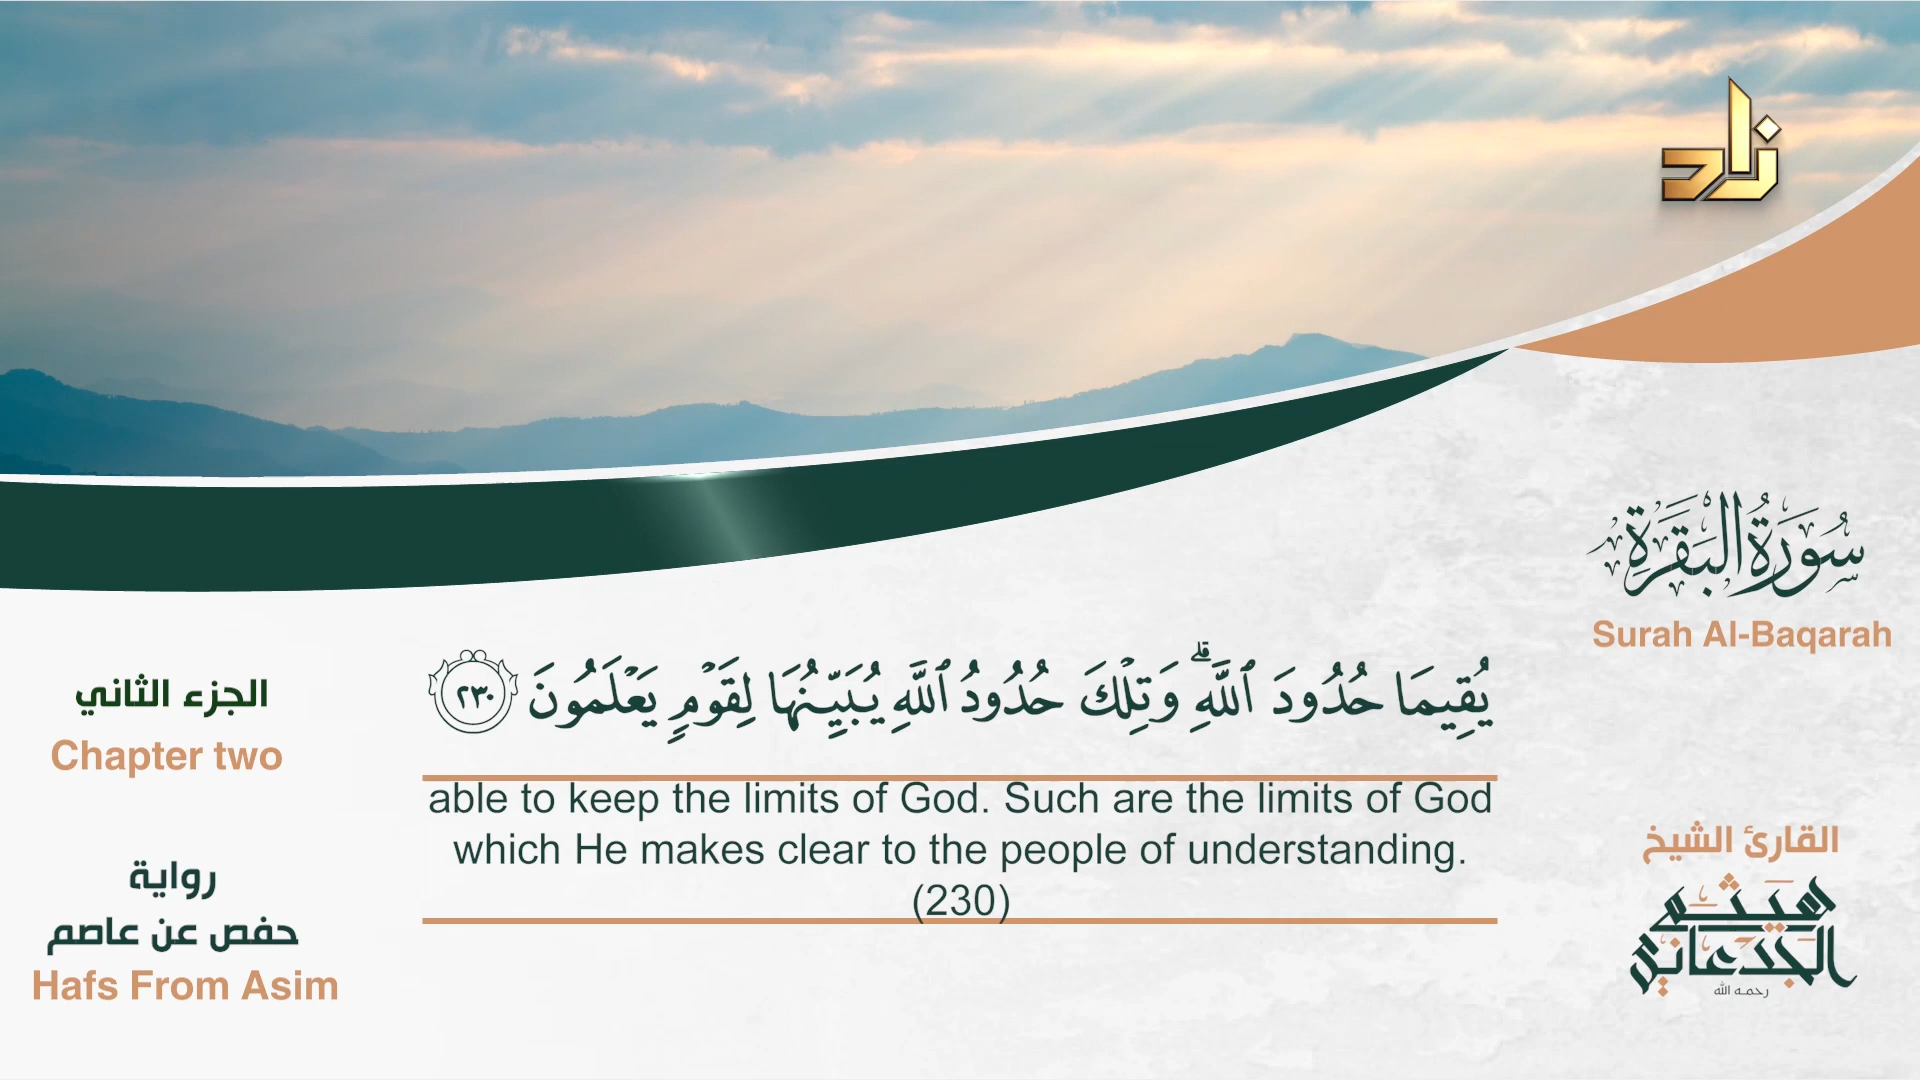 زاد
سُورَةُ البَقَرَةِ
Surah Al-Baqarah
يُقِيمَا حُدُودَ ٱللَّهِۗ وَتِلْكَ حُدُودُ ٱللَّهِ يُبَيِّنُهَا لِقَوْمٍ يَعْلَمُونَ ٢٣٠
able to keep the limits of God. Such are the limits of God
which He makes clear to the people of understanding.
(230)
الجزء الثاني
Chapter two
رواية
حفص عن عاصم
Hafs From Asim
القارئ الشيخ
هيثم
الجدعاني
رحمه الله